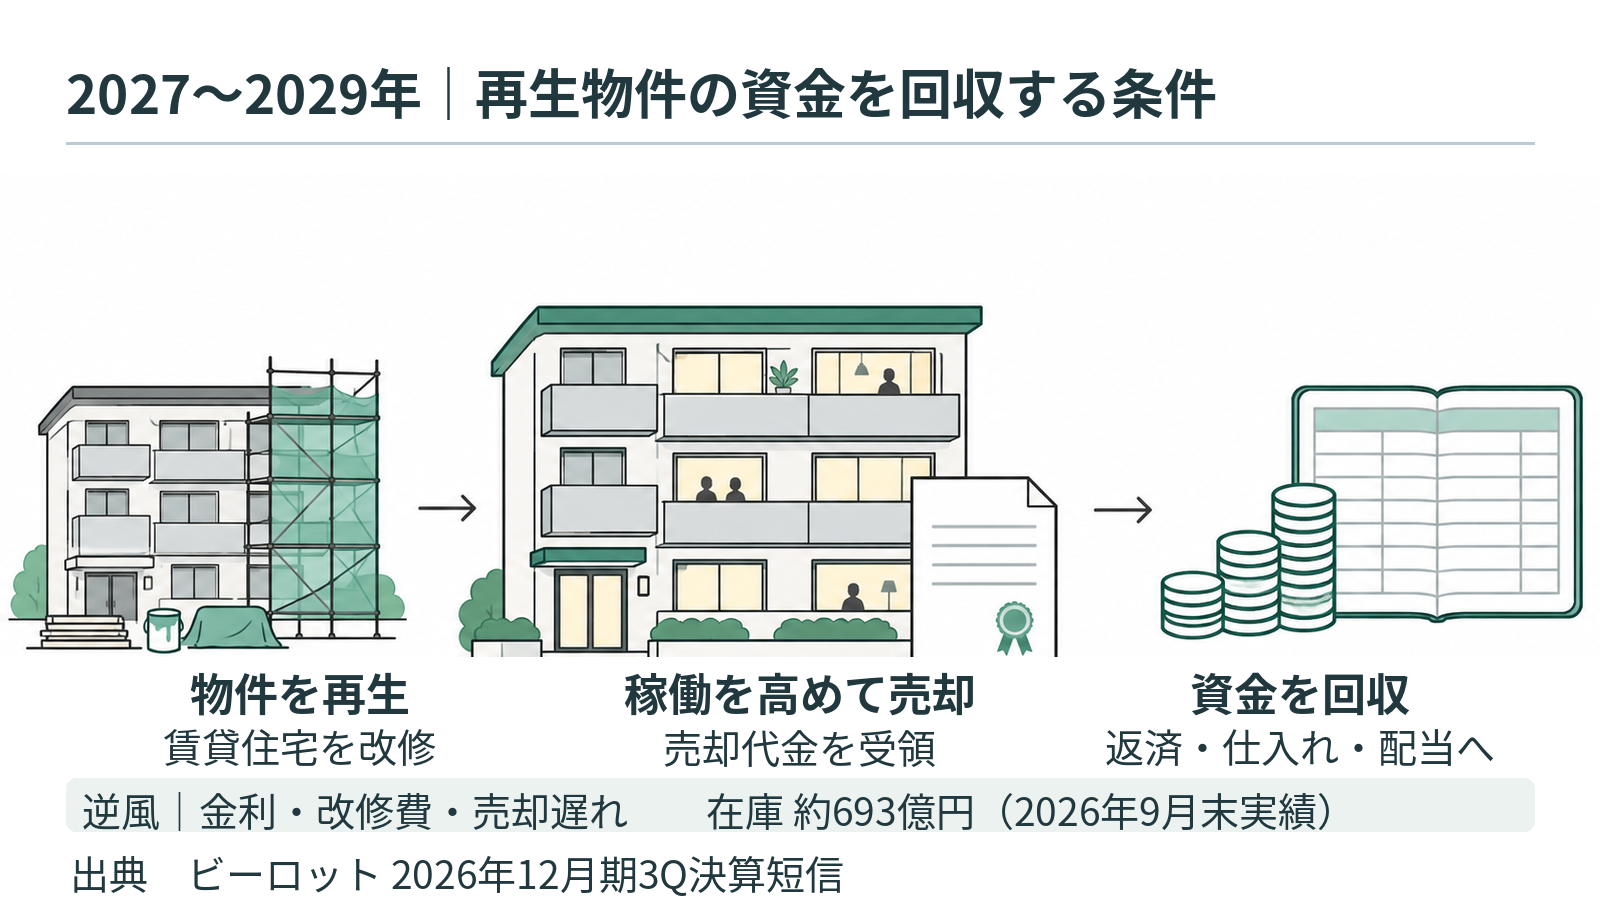 2027〜2029年｜再生物件の資金を回収する条件
物件を再生
賃貸住宅を改修
稼働を高めて売却
売却代金を受領
資金を回収
返済・仕入れ・配当へ
逆風｜金利・改修費・売却遅れ　在庫 約693億円（2026年9月末実績）
出典　ビーロット 2026年12月期3Q決算短信